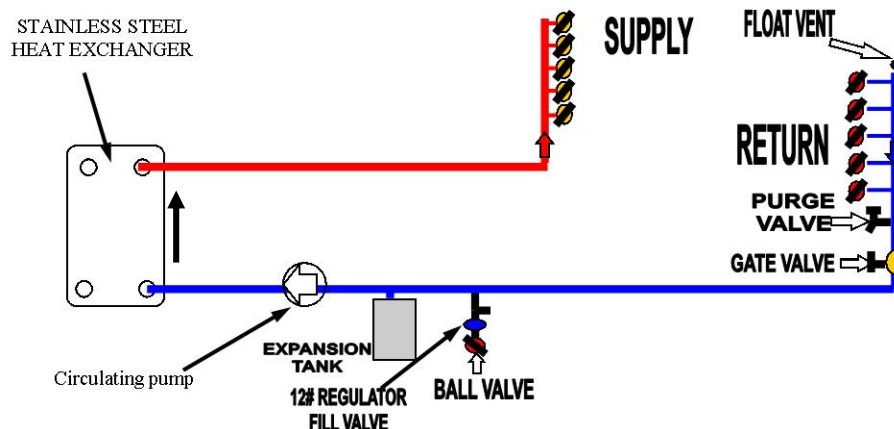 STAINLESS STEEL
HEAT EXCHANGER
SUPPLY
FLOAT VENT
RETURN
PURGE
VALVE
GATE VALVE
EXPANSION
TANK
Circulating pump
12# REGULATOR
FILL VALVE
BALL VALVE